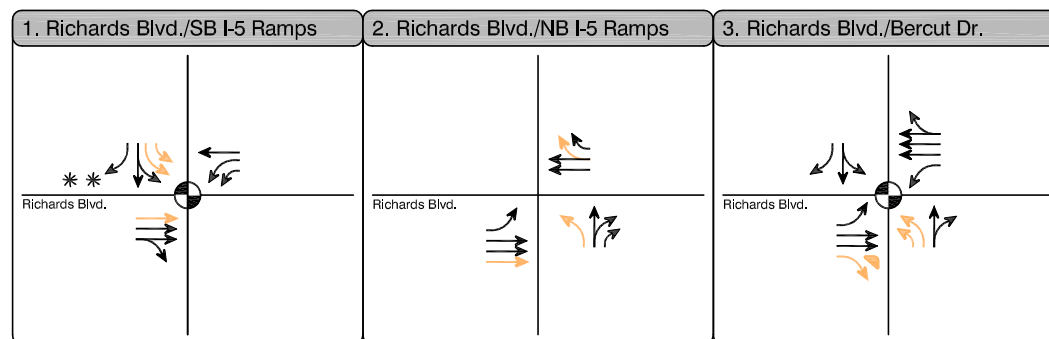 1. Richards Blvd./SB I-5 Ramps
2. Richards Blvd./NB I-5 Ramps
3. Richards Blvd./Bercut Dr.
**
Richards Blvd.
Richards Blvd.
Richards Blvd.